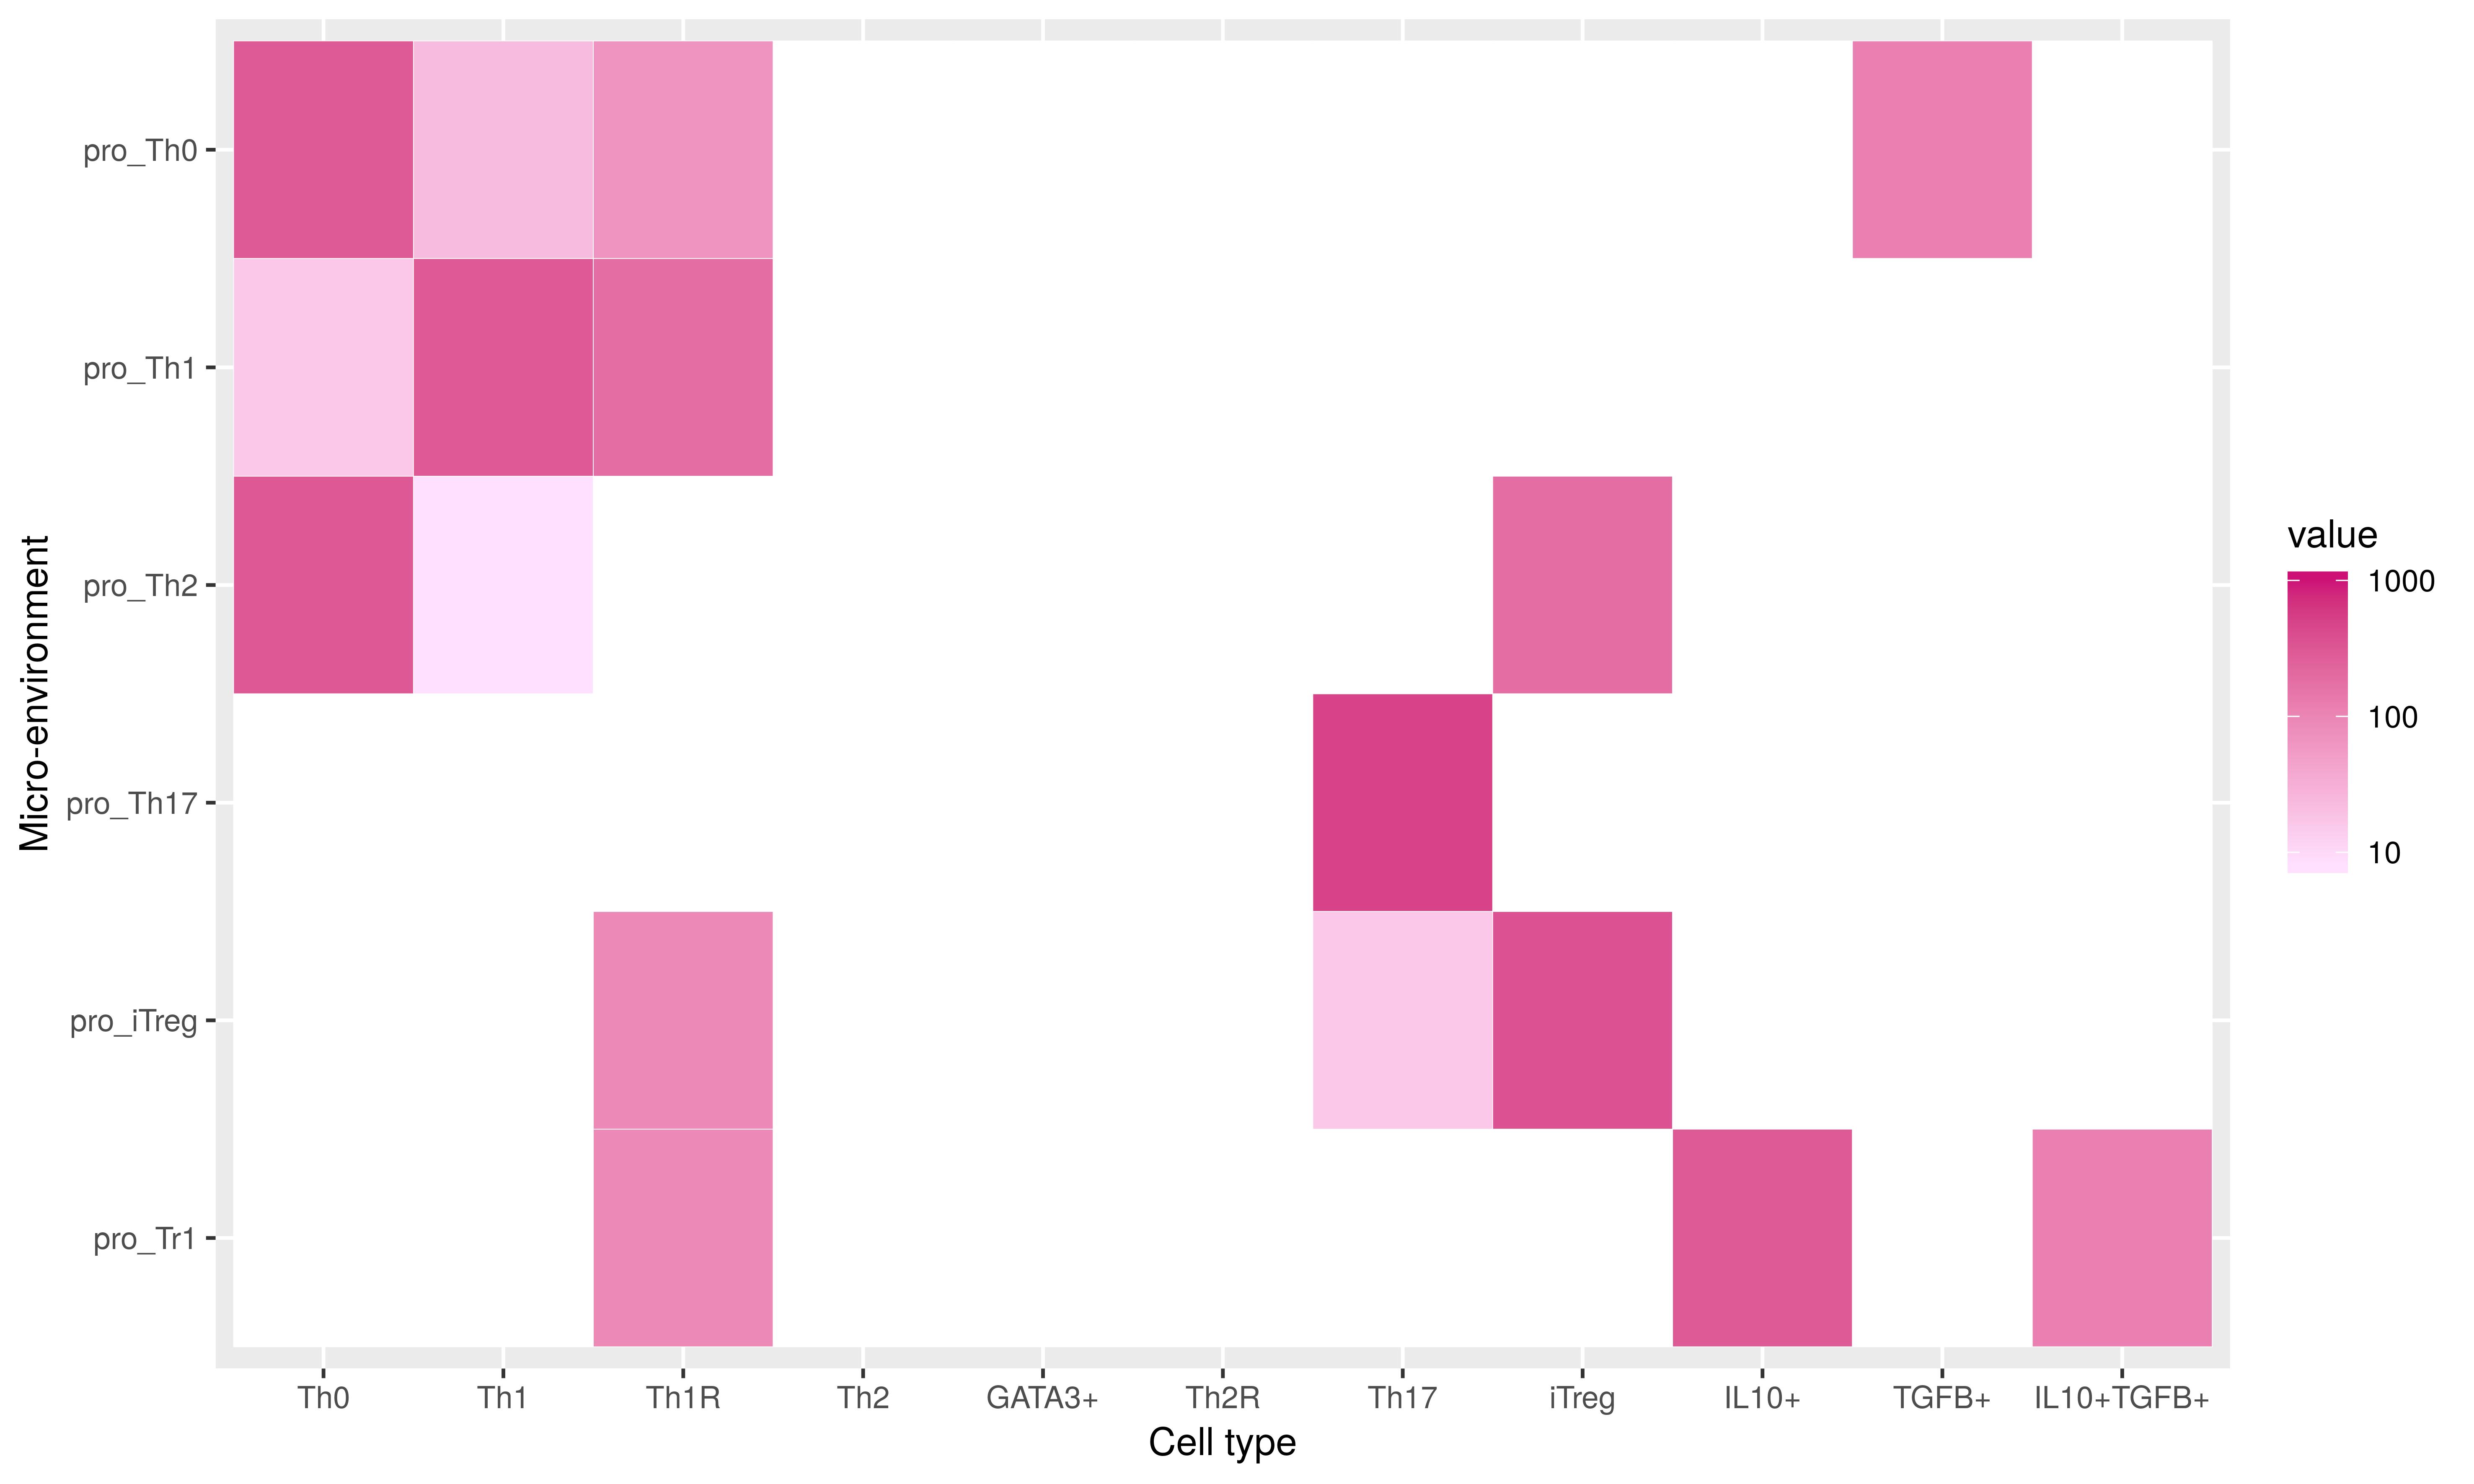 Micro-environment
pro_Th0
pro_Th1
pro_Th2
pro_Th17
pro_iTreg
pro_Tr1
Th0 Th1 Th1R Th2 GATA3+ Th2R Th17 iTreg IL10+ TGFB+ IL10+TGFB+
Cell type
value
1000
100
10